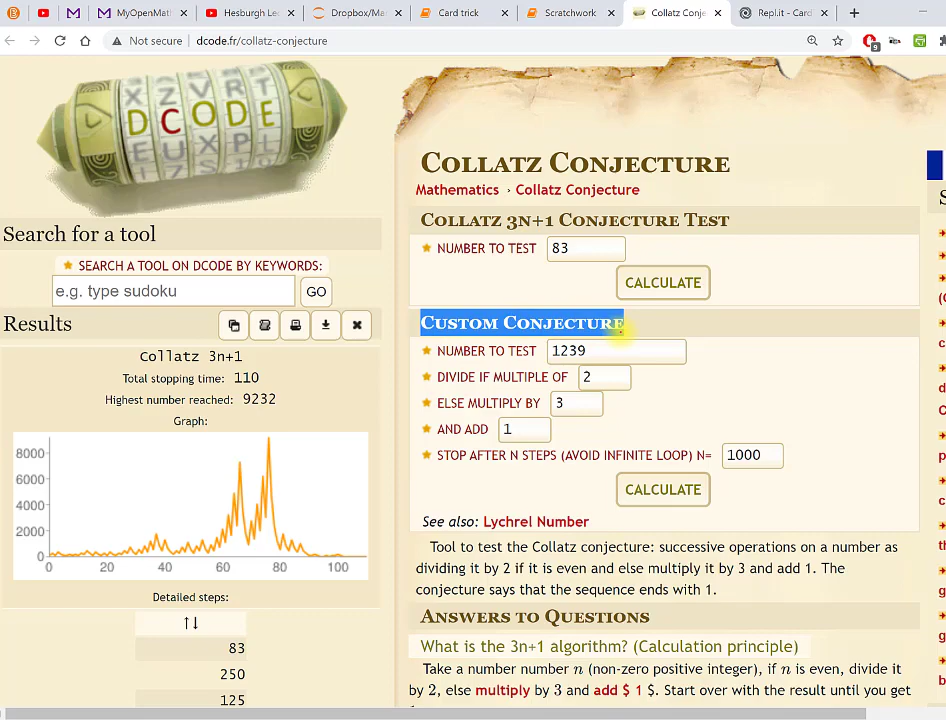 MyOpenMath
Hesburgh Lec
Dropbox/Ma
Card trick
Scratchwork
Collatz Conje
Repl.it - Card
Not secure
dcode.fr/collatz-conjecture
9
X Z V R T
D C O D E
E U X P L
COLLATZ CONJECTURE
Mathematics › Collatz Conjecture
COLLATZ 3N+1 CONJECTURE TEST
NUMBER TO TEST 83
CALCULATE
CUSTOM CONJECTURE
NUMBER TO TEST 1239
DIVIDE IF MULTIPLE OF 2
ELSE MULTIPLY BY 3
AND ADD 1
STOP AFTER N STEPS (AVOID INFINITE LOOP) N= 1000
CALCULATE
See also: Lychrel Number
Tool to test the Collatz conjecture: successive operations on a number as
dividing it by 2 if it is even and else multiply it by 3 and add 1. The
conjecture says that the sequence ends with 1.
ANSWERS TO QUESTIONS
What is the 3n+1 algorithm? (Calculation principle)
Take a number number n (non-zero positive integer), if n is even, divide it
by 2, else multiply by 3 and add $ 1 $. Start over with the result until you get
Search for a tool
SEARCH A TOOL ON DCODE BY KEYWORDS:
e.g. type sudoku
GO
Results
Collatz 3n+1
Total stopping time: 110
Highest number reached: 9232
Graph:
8000
6000
4000
2000
0
0 20 40 60 80 100
Detailed steps:
↑↓
83
250
125